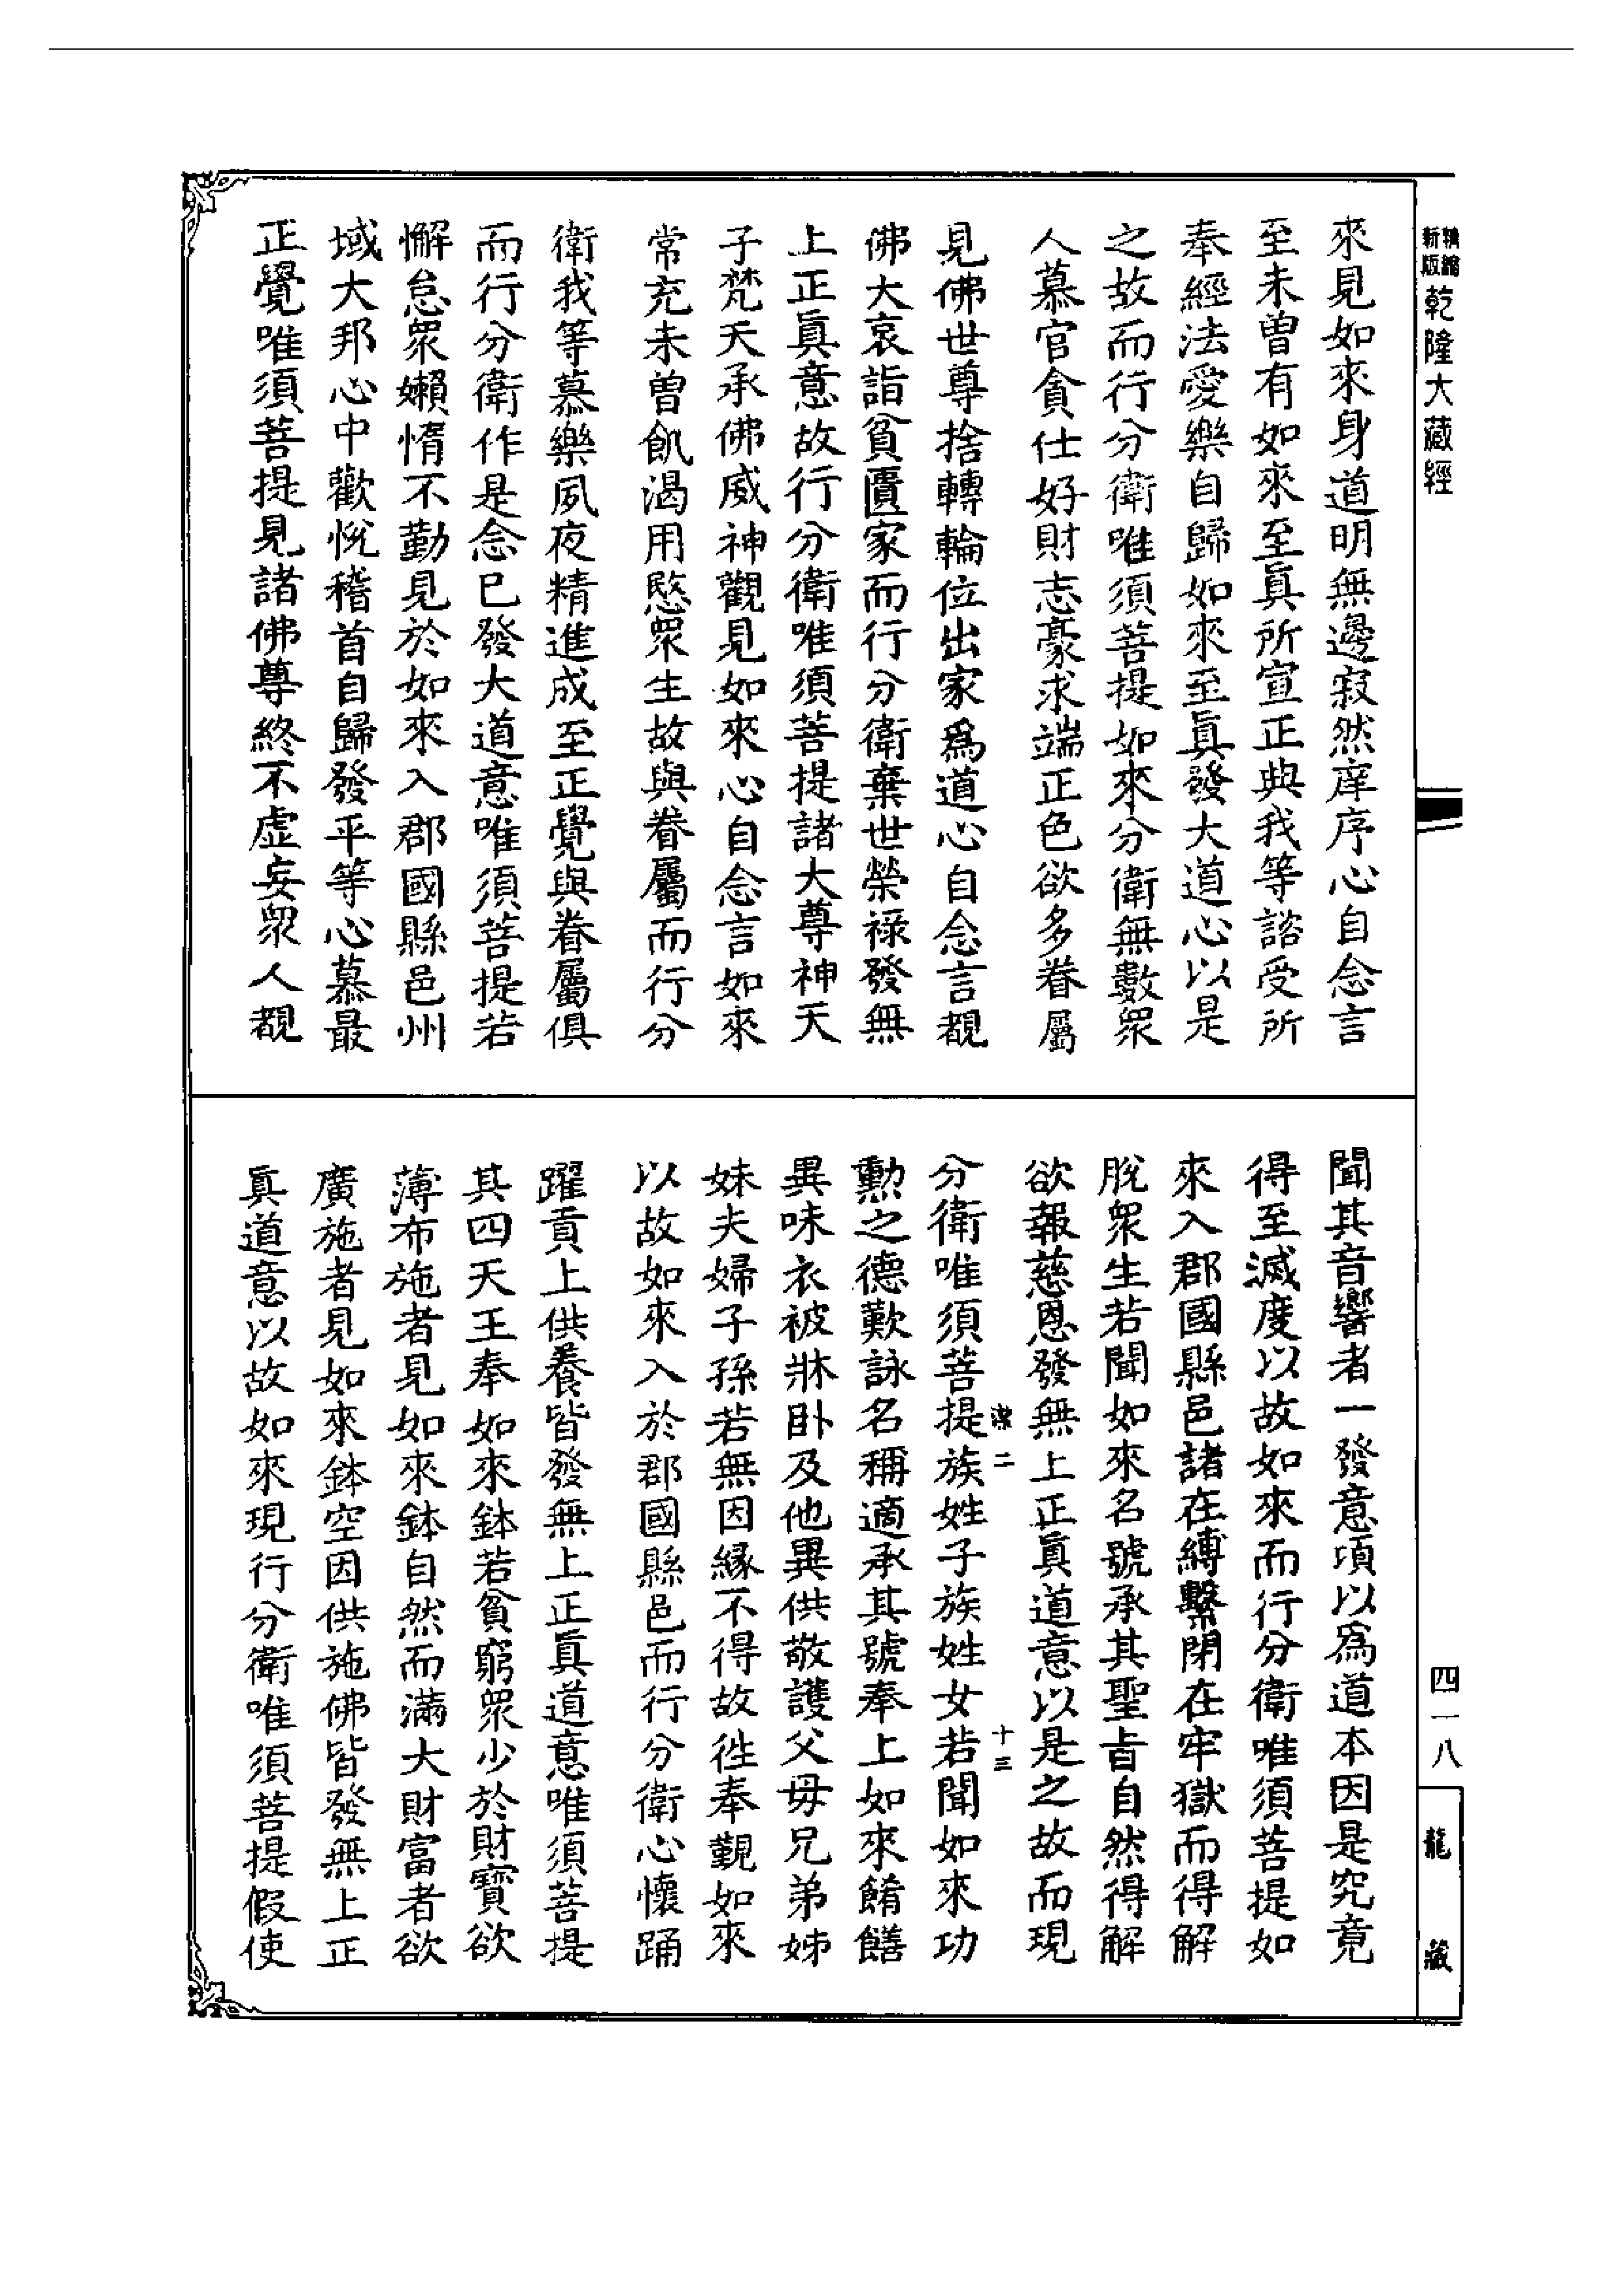 精縮新版乾隆大藏經
來見如來身道明無邊寂然庠序心自念言
至未曾有如來至眞所宣正典我等諮受所
奉經法愛樂自歸如來至眞發大道心以是
之故而行分衛唯須菩提如來分衛無數衆
人慕官貪仕好財志豪求端正色欲多眷屬
見佛世尊捨轉輪位出家爲道心自念言覩
佛大哀詣貧匱家而行分衛棄世榮祿發無
上正眞意故行分衛唯須菩提諸大尊神天
子梵天承佛威神觀見如來心自念言如來
常充未曾飢渴用愍衆生故與眷屬而行分
衛我等慕樂夙夜精進成至正覺與眷屬俱
而行分衛作是念已發大道意唯須菩提若
懈怠衆嬾惰不勤見於如來入郡國縣邑州
域大邦心中歡悅稽首自歸發平等心慕最
正覺唯須菩提見諸佛尊終不虛妄衆人覩
聞其音響者一發意項以爲道本因是究竟
得至滅度以故如來而行分衛唯須菩提如
來入郡國縣邑諸在縛繫閉在牢獄而得解
脫衆生若聞如來名號承其聖旨自然得解
欲報慈恩發無上正眞道意以是之故而現
潔二 十三
分衛唯須菩提族姓子族姓女若聞如來功
勳之德歎詠名稱適承其號奉上如來餚饍
異味衣被牀臥及他異供敬護父母兄弟姊
妹夫婦子孫若無因緣不得故徃奉覲如來
以故如來入於郡國縣邑而行分衛心懷踊
躍貢上供養皆發無上正眞道意唯須菩提
其四天王奉如來鉢若貧窮衆少於財寶欲
薄布施者見如來鉢自然而滿大財富者欲
廣施者見如來鉢空因供施佛皆發無上正
眞道意以故如來現行分衛唯須菩提假使
四一八
龍藏